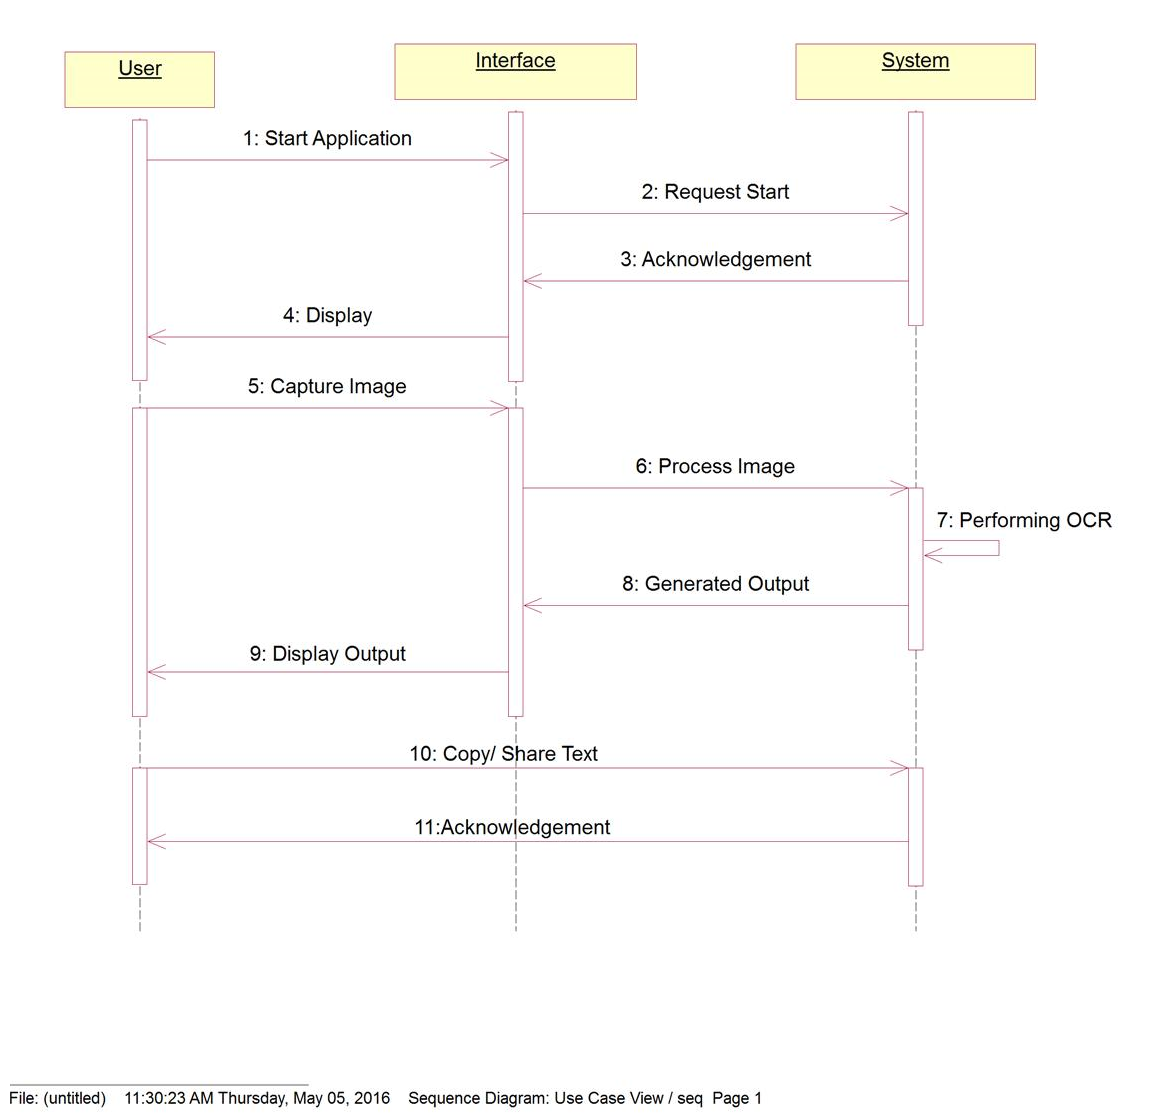 User
Interface
System
1: Start Application
2: Request Start
3: Acknowledgement
4: Display
5: Capture Image
6: Process Image
7: Performing OCR
8: Generated Output
9: Display Output
10: Copy/ Share Text
11:Acknowledgement
File: (untitled) 11:30:23 AM Thursday, May 05, 2016 Sequence Diagram: Use Case View / seq Page 1